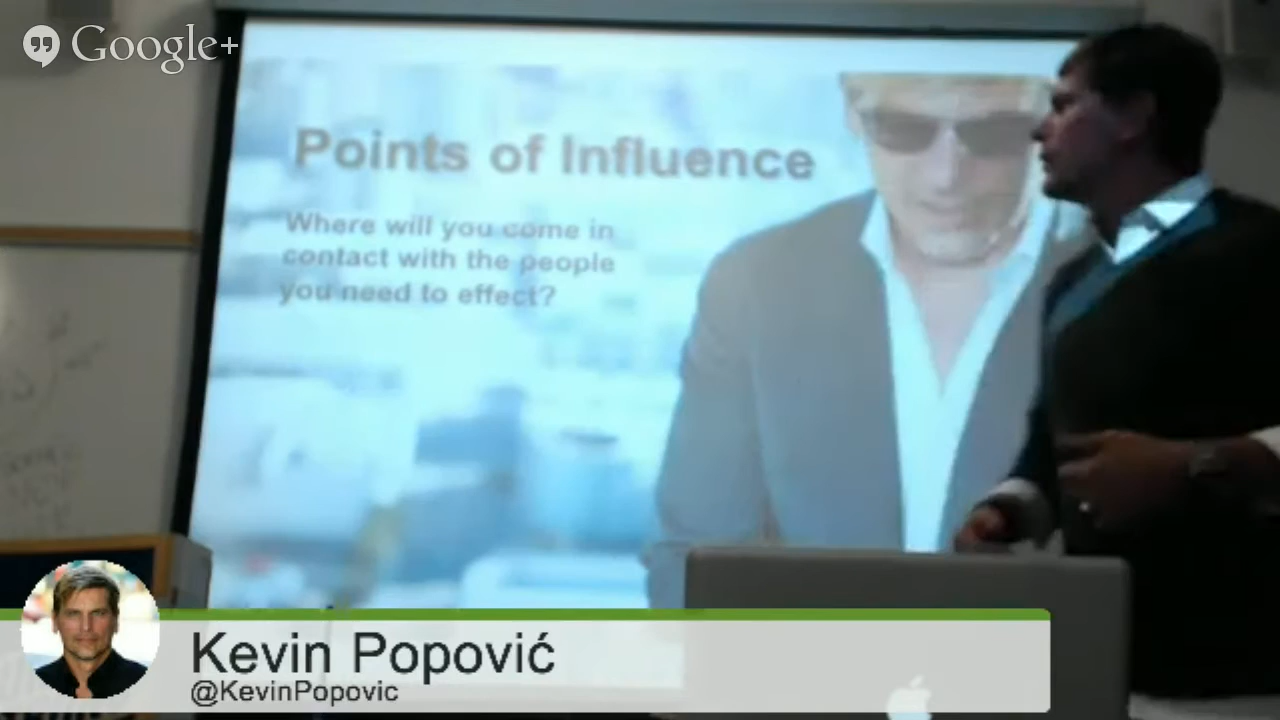 Google+
Points of Influence
Where will you come in
contact with the people
you need to effect?
Kevin Popović
@KevinPopovic